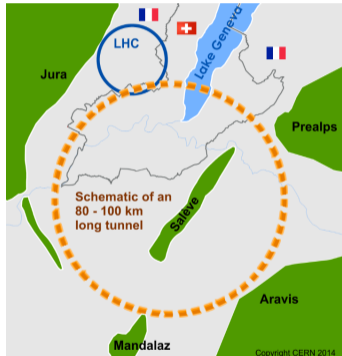 LHC
Lake Geneva
Jura
Prealps
Schematic of an
80 - 100 km
long tunnel
Salève
Aravis
Mandalaz
Copyright CERN 2014